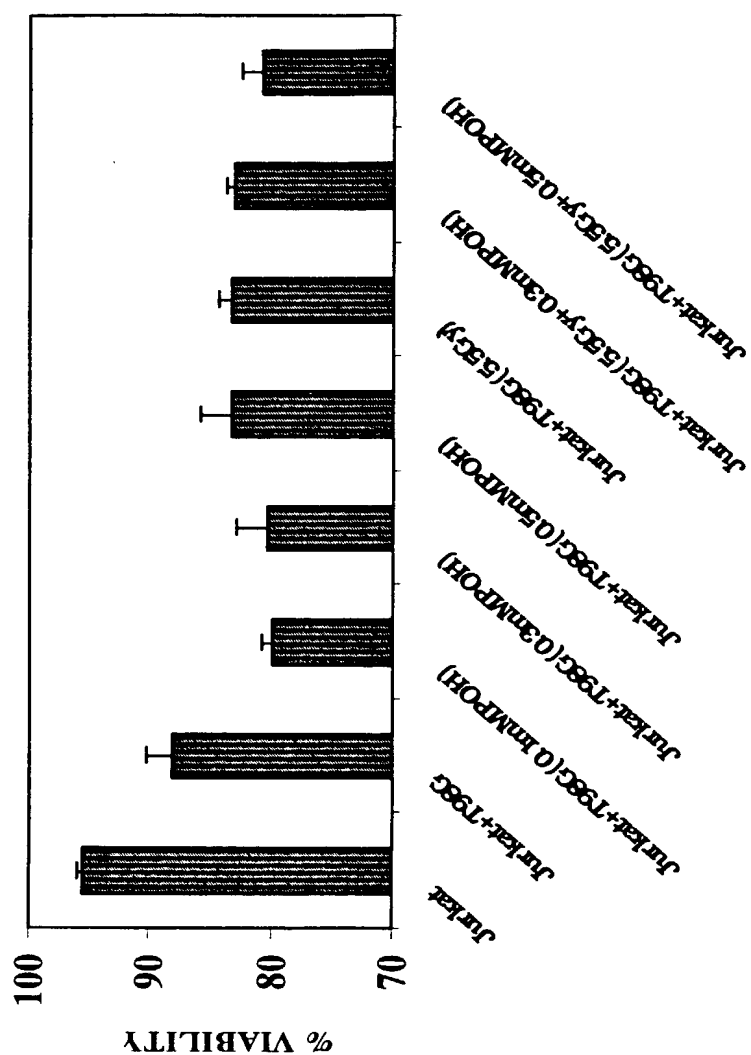 % VIABILITY
100
90
80
70
Jurkat
Jurkat+T98G
Jurkat+T98G(0.1mMPOH)
Jurkat+T98G(0.3mMPOH)
Jurkat+T98G(0.5mMPOH)
Jurkat+T98G(5.5Gy)
Jurkat+T98G(5.5Gy+0.3mMPOH)
Jurkat+T98G(5.5Gy+0.5mMPOH)